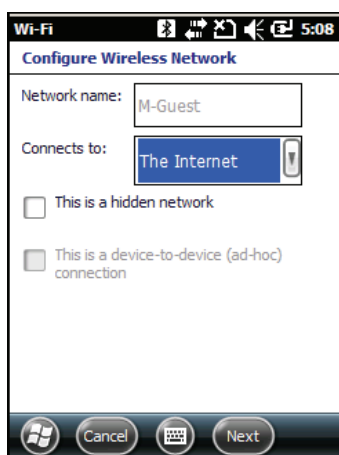 Wi-Fi 5:08
Configure Wireless Network
Network name: M-Guest
Connects to: The Internet
This is a hidden network
This is a device-to-device (ad-hoc)
connection
Cancel Next